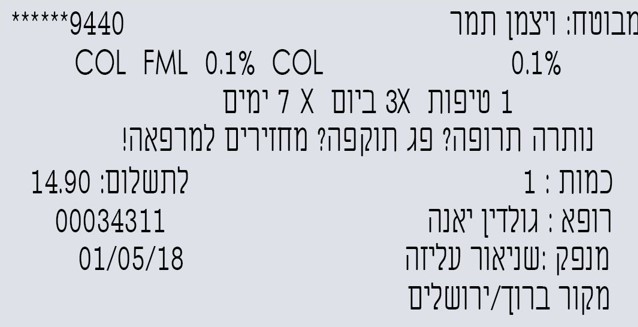 מבוטח: ויצמן תמר 9440******
COL FML 0.1% COL 0.1%
1 טיפות 3X ביום X 7 ימים
נותרה תרופה? פג תוקפה? מחזירים למרפאה!
כמות : 1 לתשלום: 14.90
רופא : גולדין יאנה 00034311
מנפק :שניאור עליזה 01/05/18
מקור ברוך/ירושלים